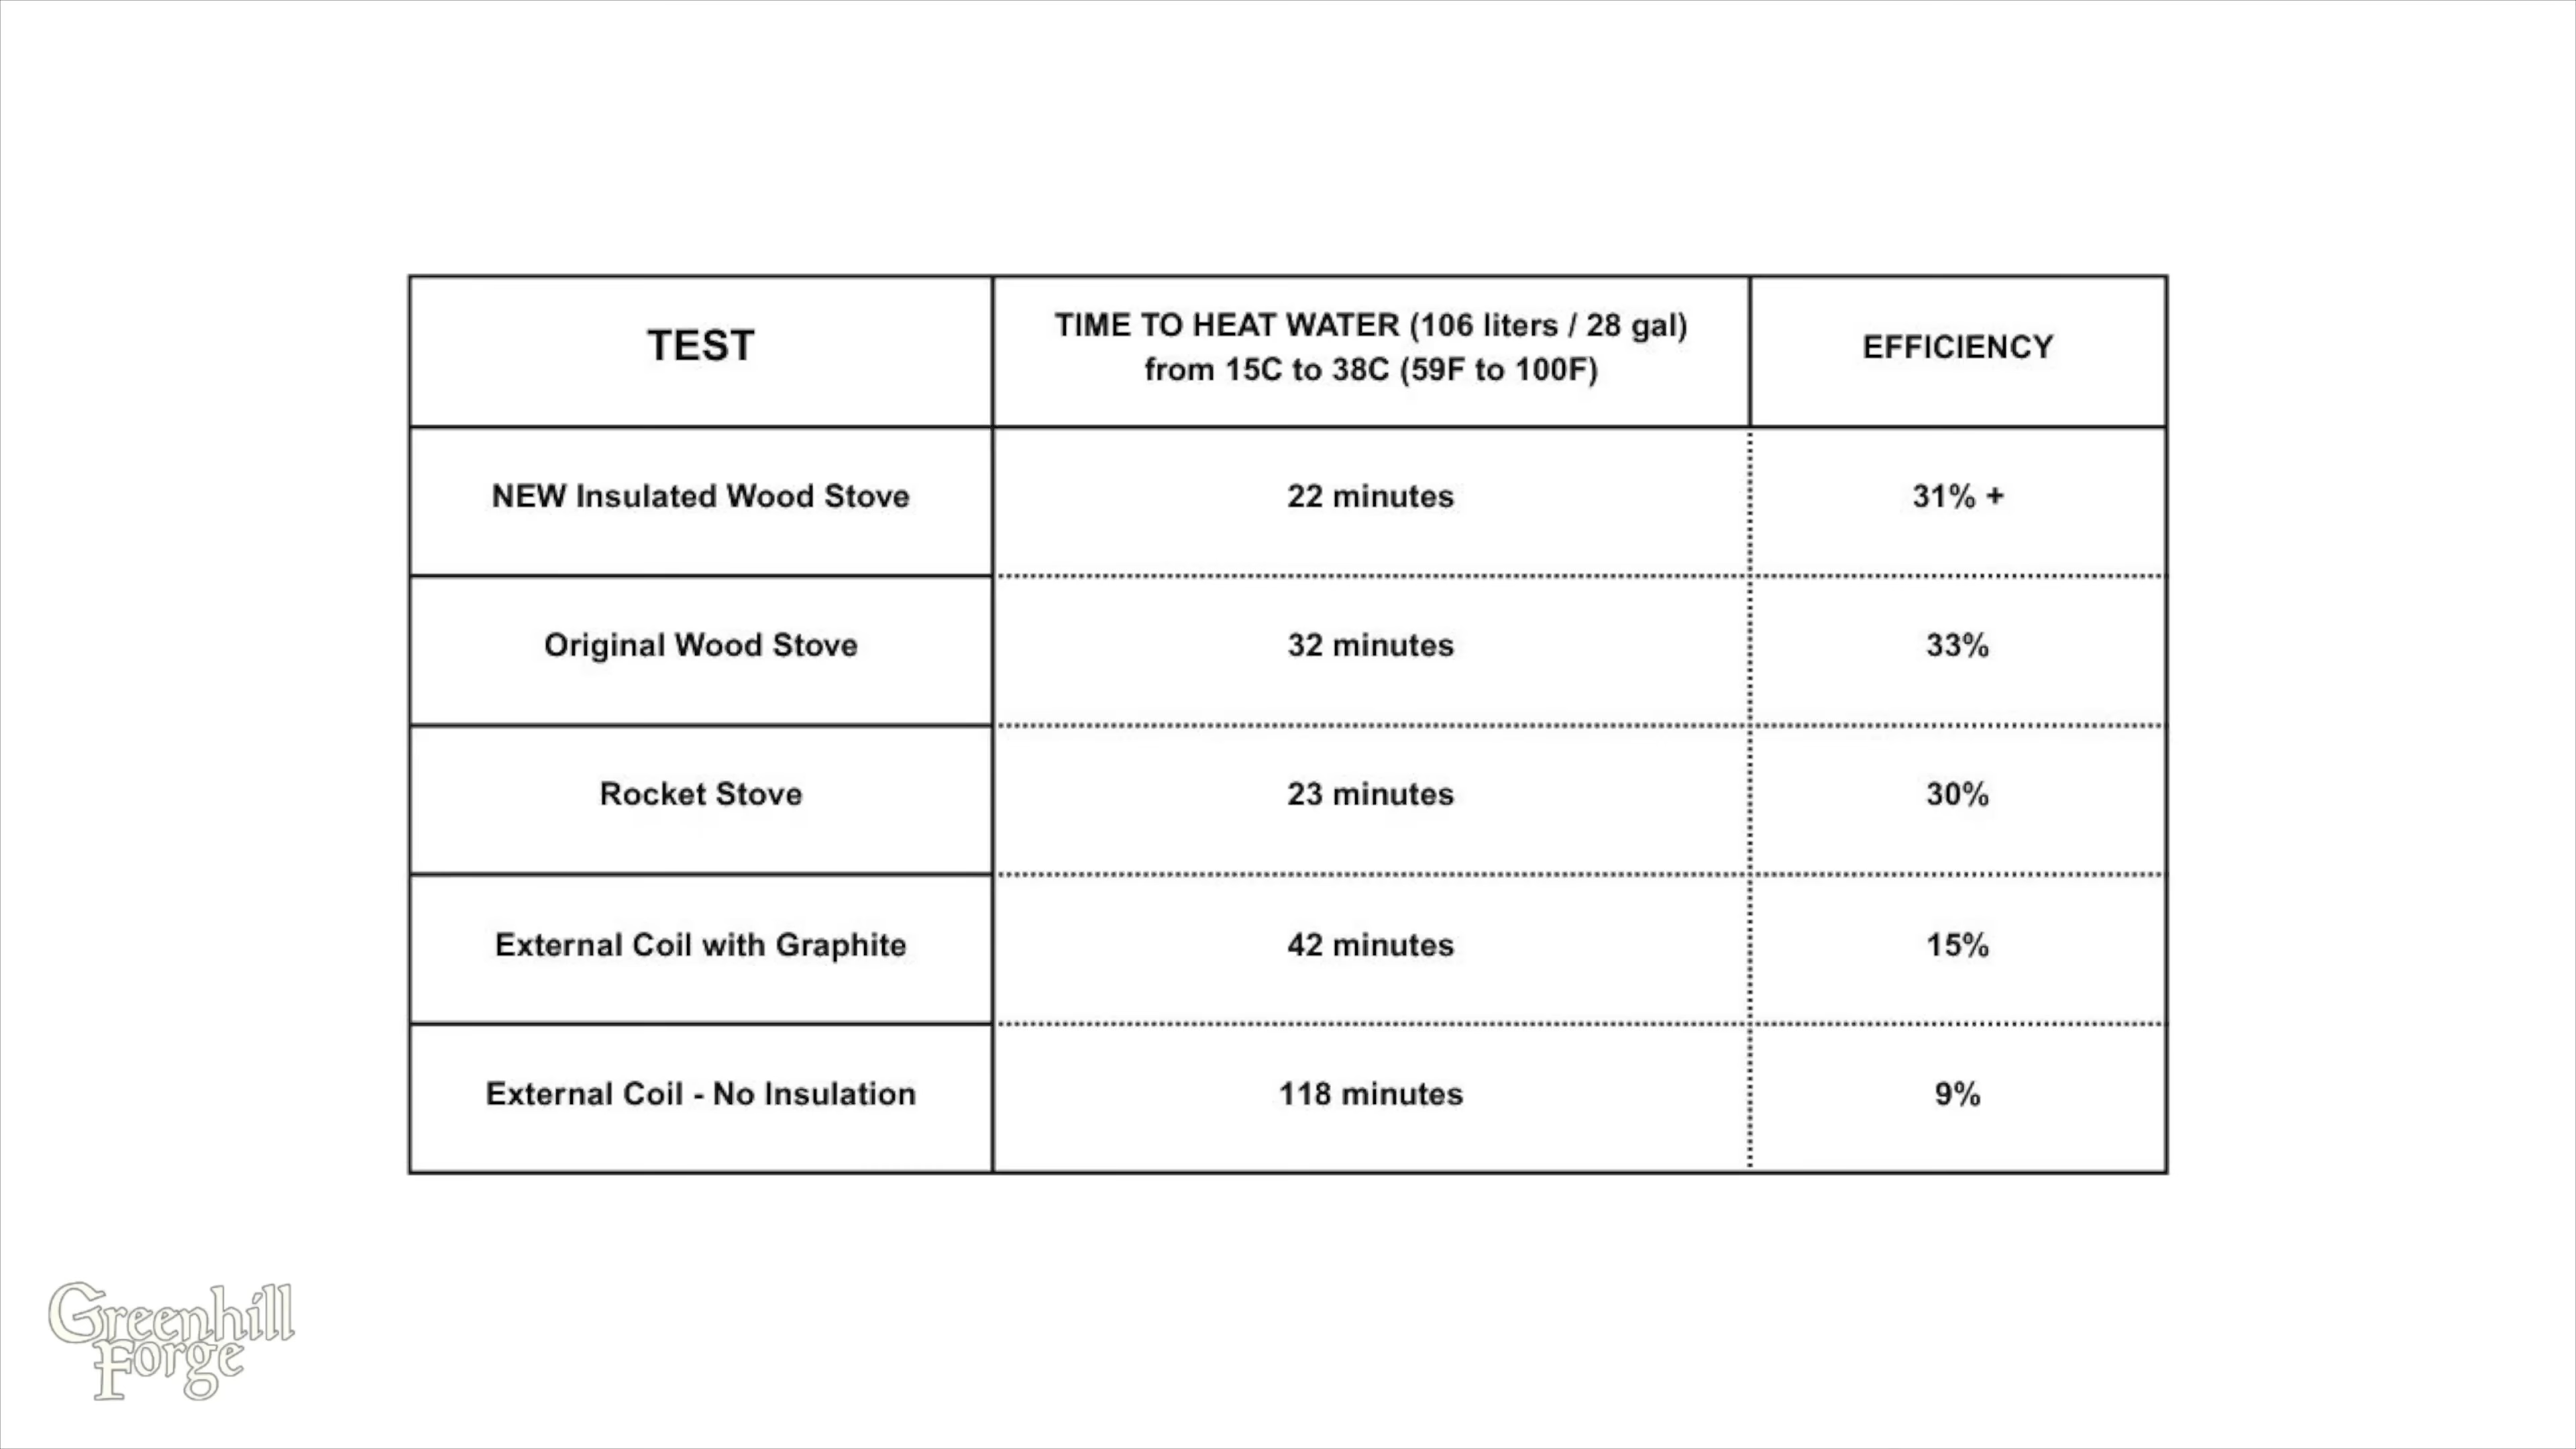 TEST
TIME TO HEAT WATER (106 liters / 28 gal)
from 15C to 38C (59F to 100F)
EFFICIENCY
NEW Insulated Wood Stove
22 minutes
31% +
Original Wood Stove
32 minutes
33%
Rocket Stove
23 minutes
30%
External Coil with Graphite
42 minutes
15%
External Coil - No Insulation
118 minutes
9%
Greenhill
Forge